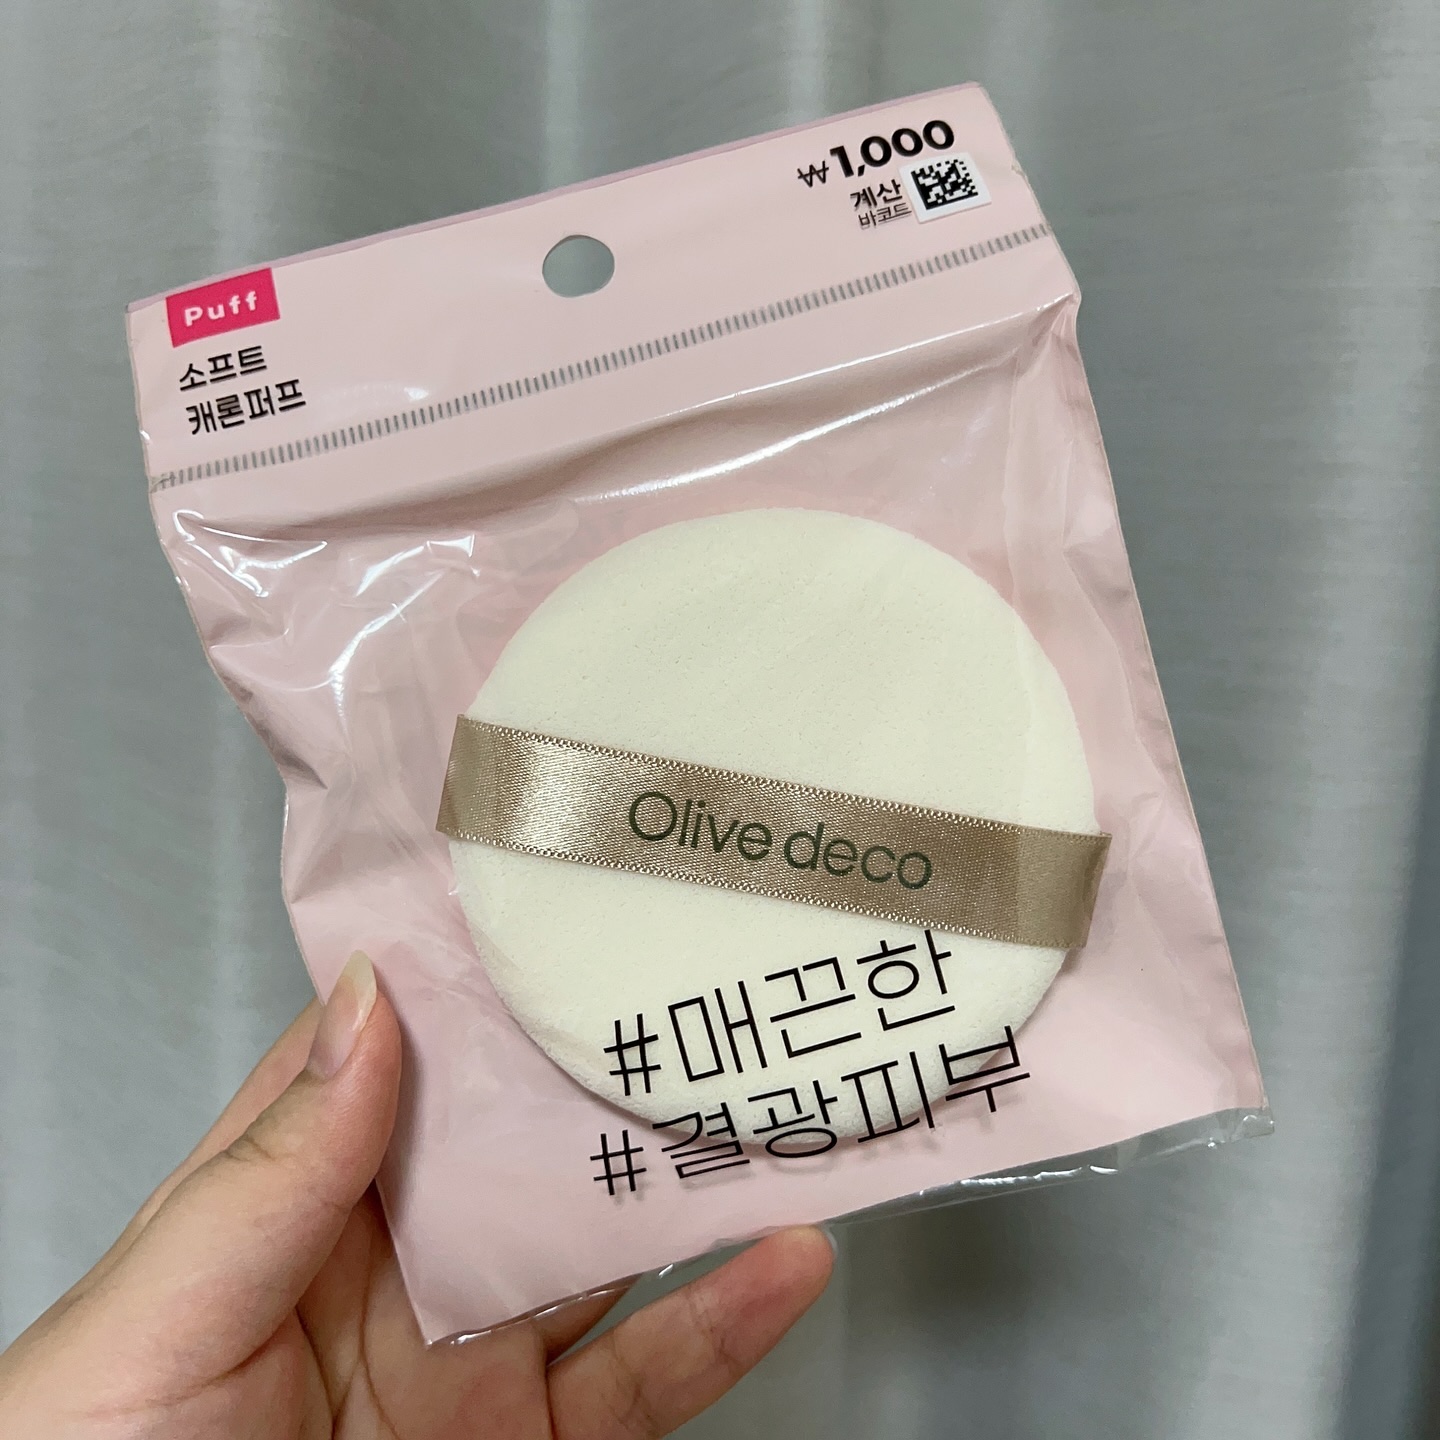 ₩1,000
계산
바코드
Puff
소프트
캐론퍼프
Olive deco
#매끈한
#결광피부